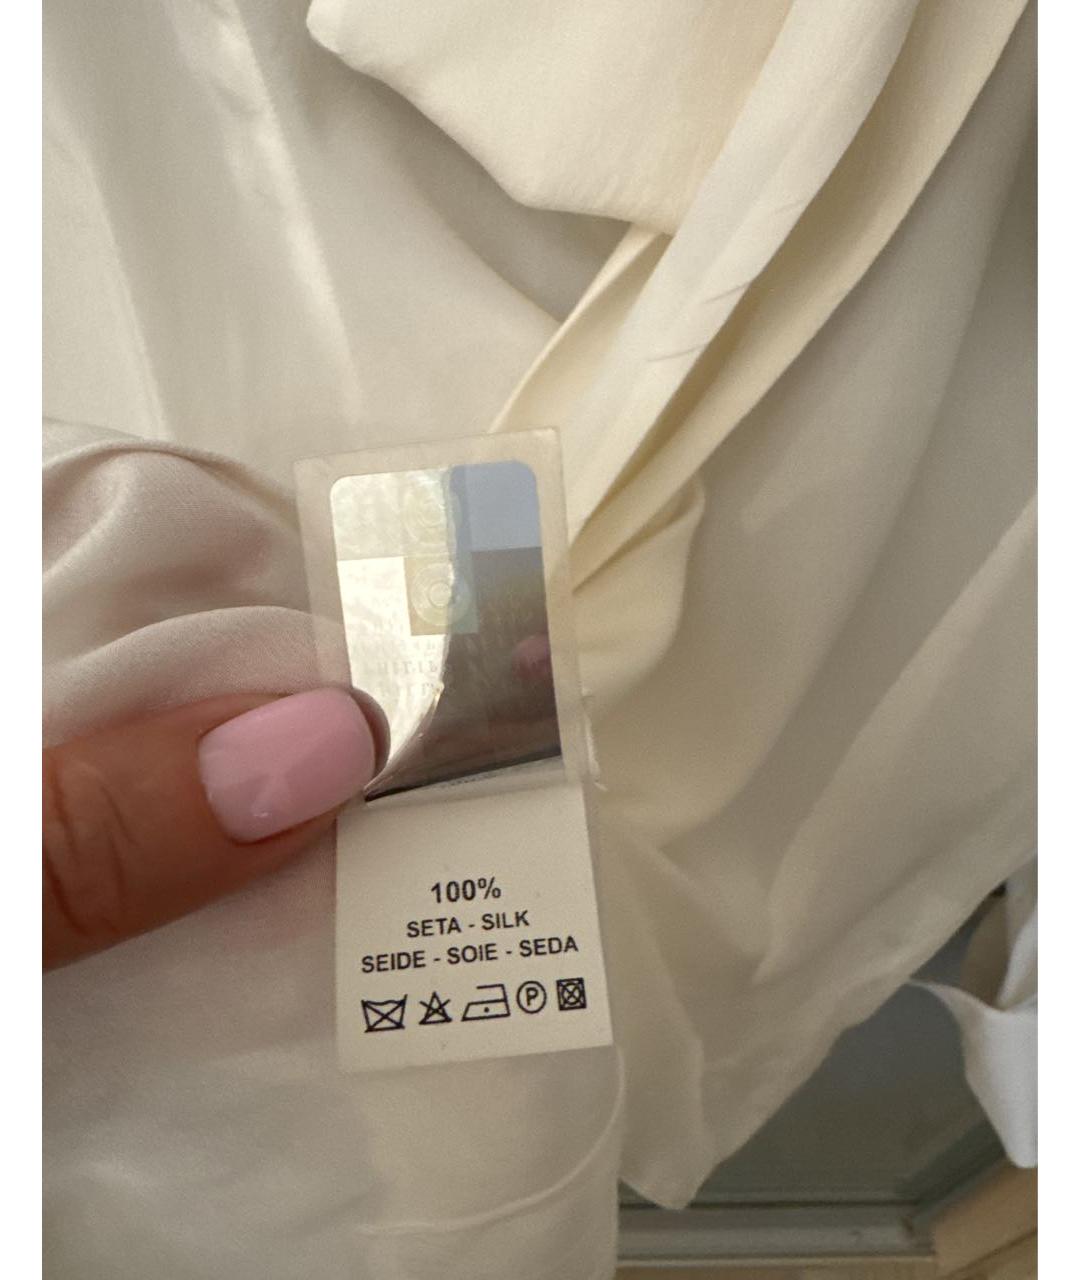 100%
SETA - SILK
SEIDE - SOIE - SEDA
P